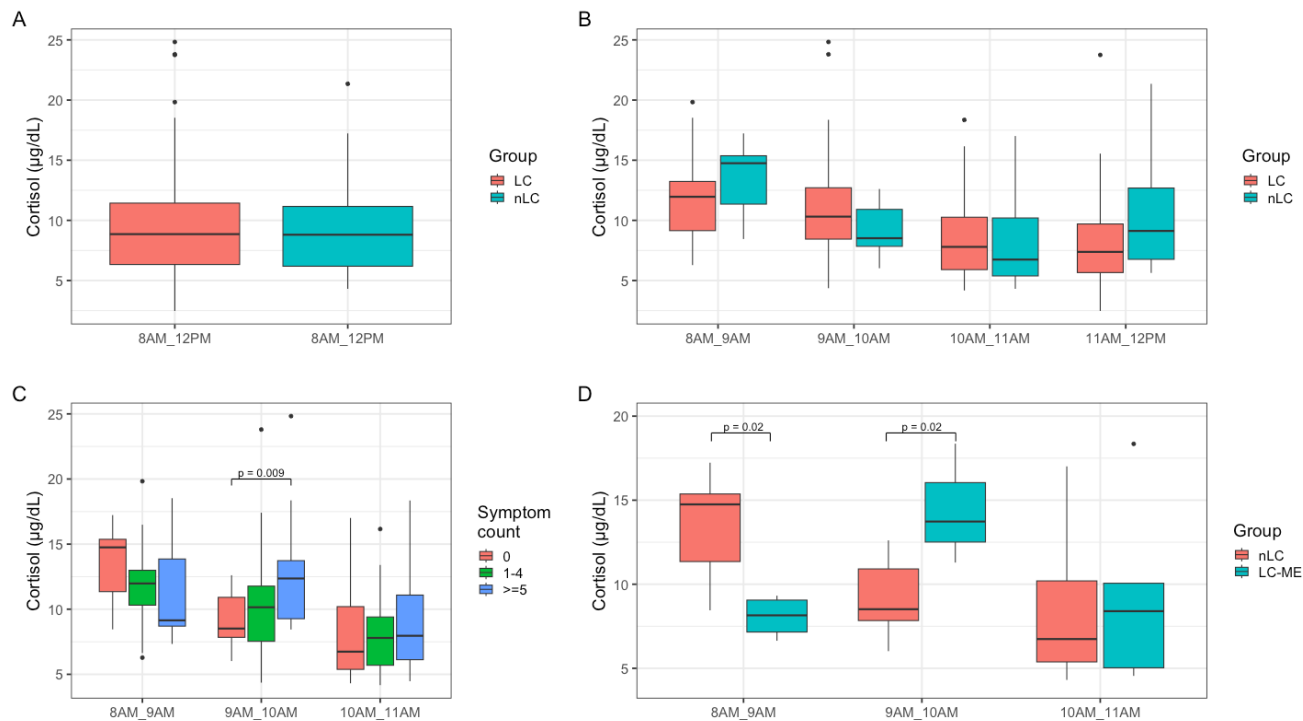 A
25
20
15
10
5
Cortisol (µg/dL)
8AM_12PM 8AM_12PM
Group
LC
nLC
B
25
20
15
10
5
Cortisol (µg/dL)
8AM_9AM 9AM_10AM 10AM_11AM 11AM_12PM
Group
LC
nLC
C
25
20
15
10
5
Cortisol (µg/dL)
p = 0.009
8AM_9AM 9AM_10AM 10AM_11AM
Symptom
count
0
1-4
>=5
D
20
15
10
5
Cortisol (µg/dL)
p = 0.02 p = 0.02
8AM_9AM 9AM_10AM 10AM_11AM
Group
nLC
LC-ME